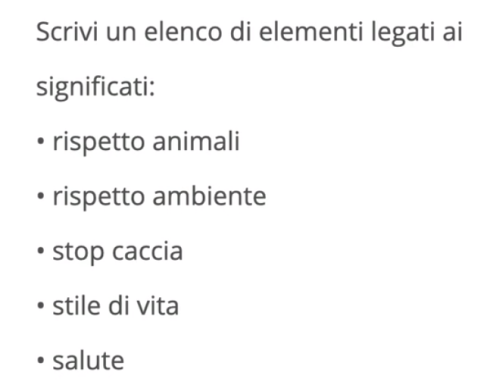 Scrivi un elenco di elementi legati ai
significati:
• rispetto animali
• rispetto ambiente
• stop caccia
• stile di vita
• salute